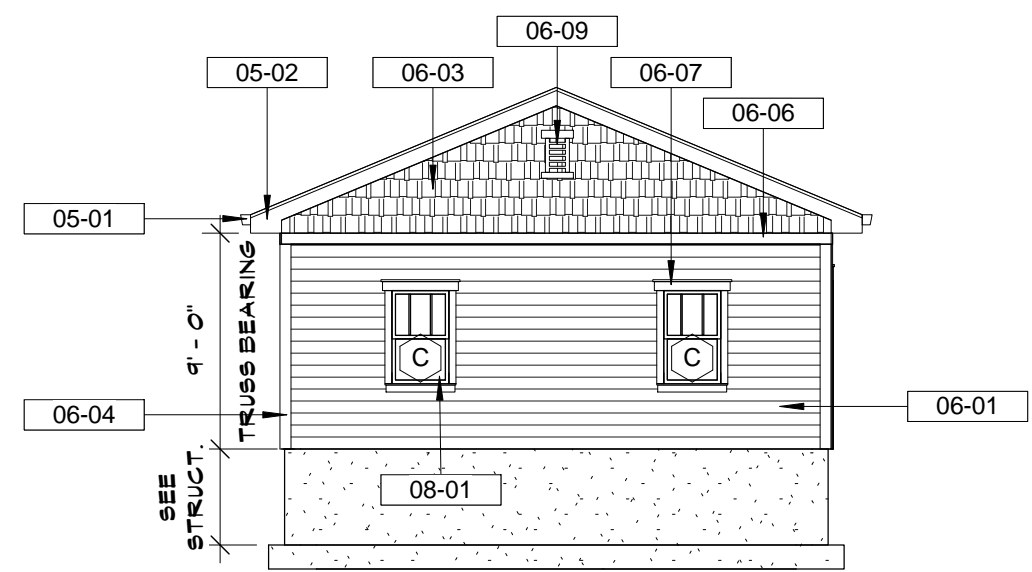 06-09
05-02
06-03
06-07
06-06
05-01
9' - 0"
TRUSS BEARING
C
C
06-04
06-01
SEE
STRUCT.
08-01